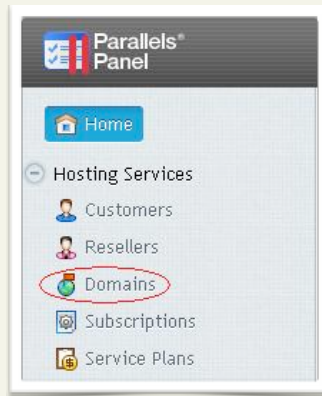 Parallels®
Panel
Home
Hosting Services
Customers
Resellers
Domains
Subscriptions
Service Plans